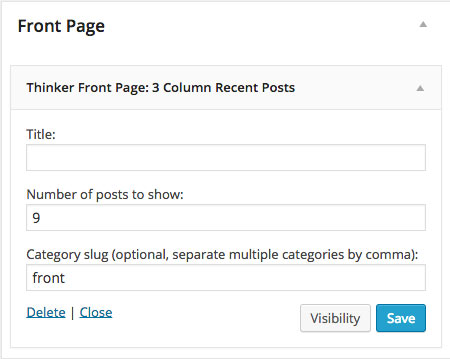 Front Page
Thinker Front Page: 3 Column Recent Posts
Title:
Number of posts to show:
9
Category slug (optional, separate multiple categories by comma):
front
Delete | Close
Visibility
Save